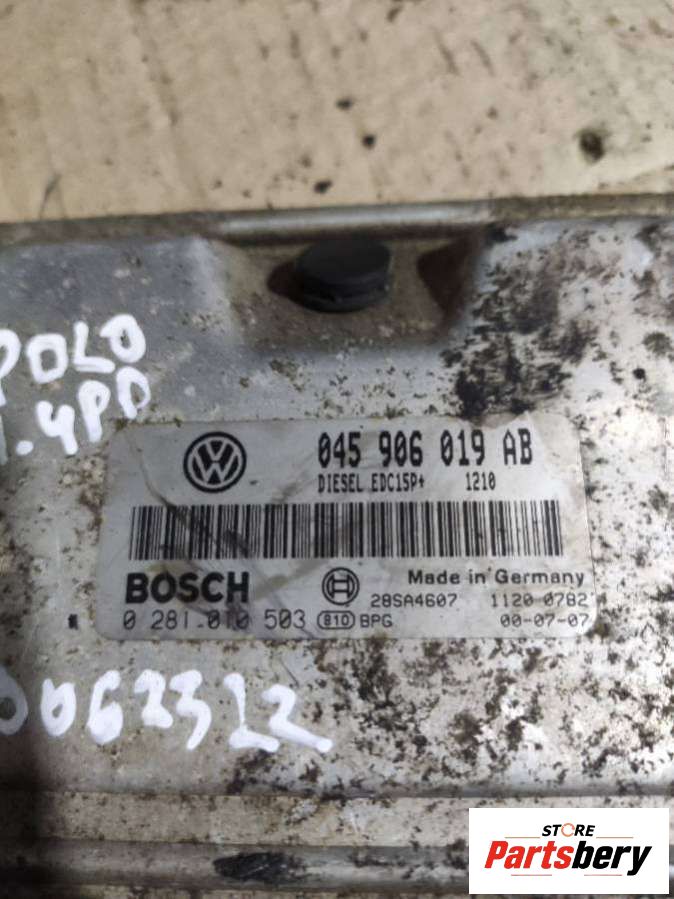 POLO
1.4PD
045 906 019 AB
DIESEL EDC15P+ 1210
BOSCH
Made in Germany
28SA4607 1120 0782
0 281 010 503 810 BPG 00-07-07
0062322
STORE
Partsbery